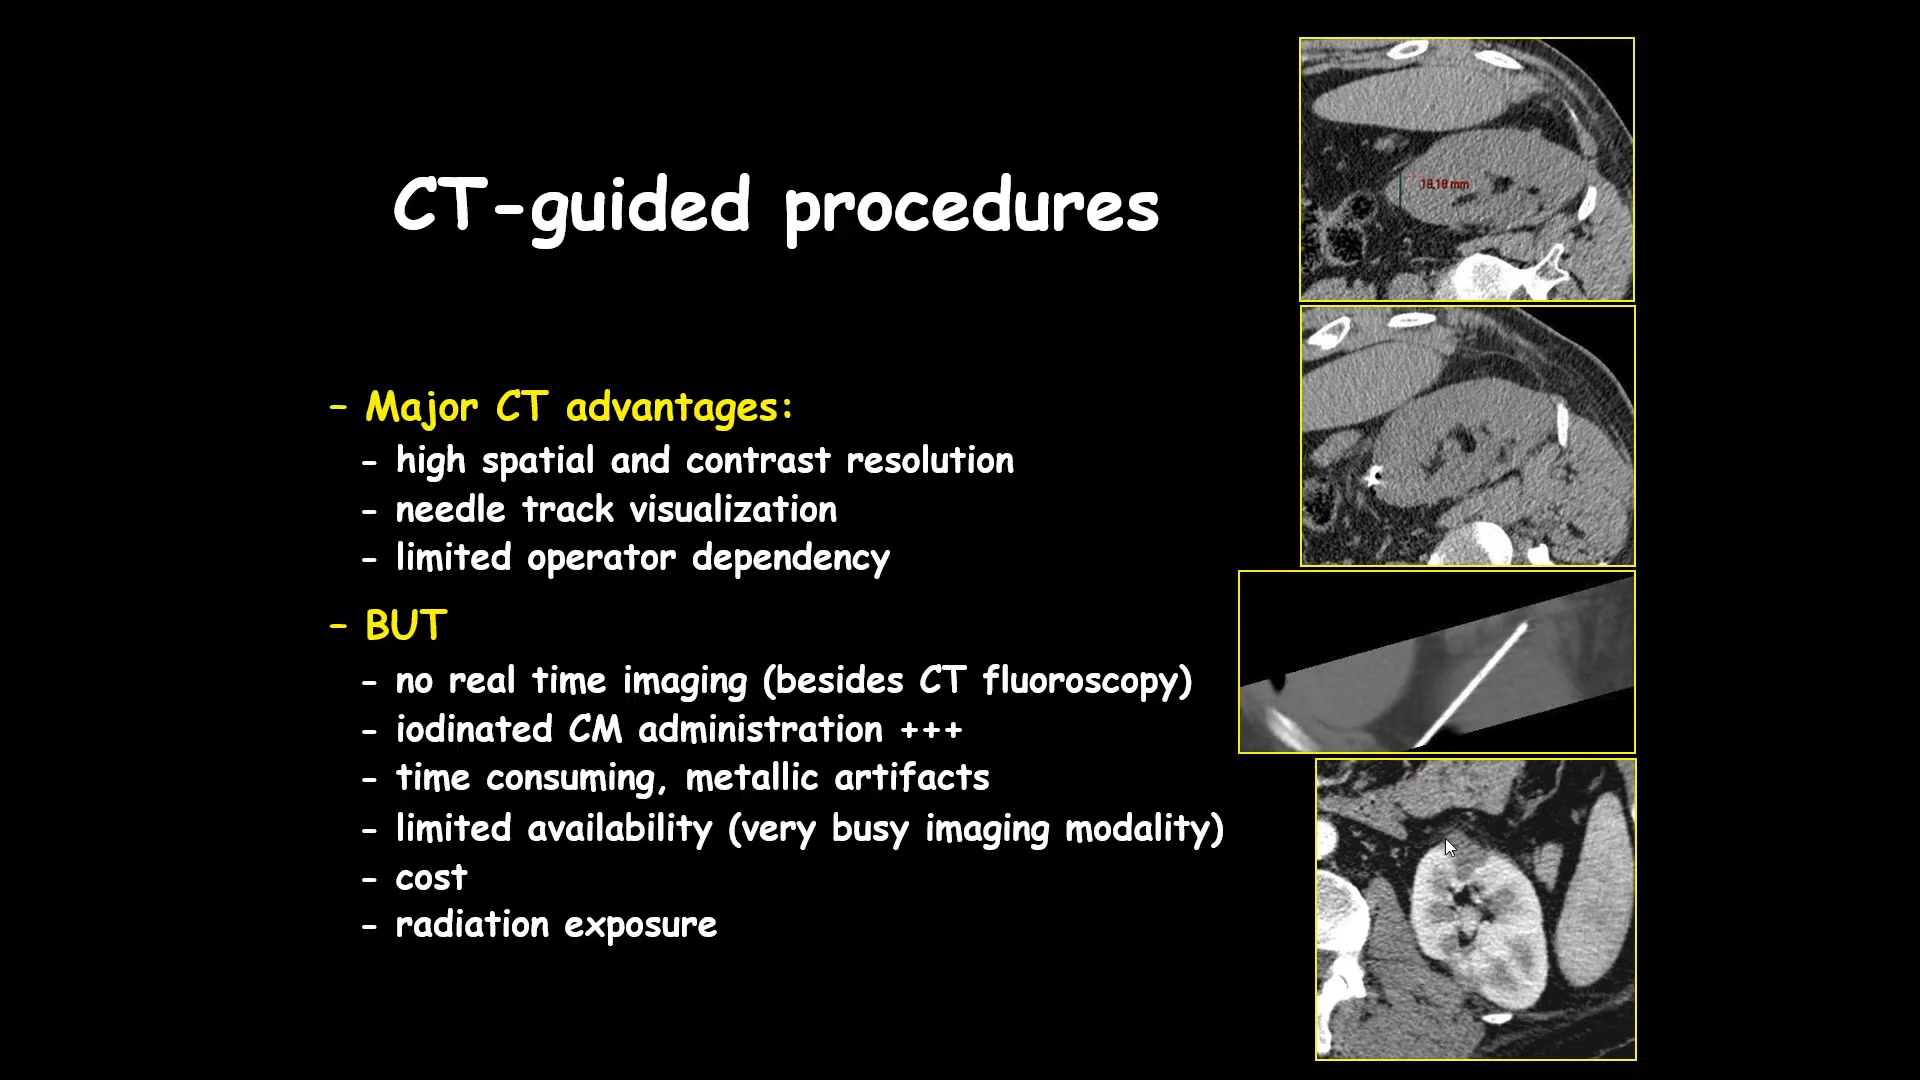 CT-guided procedures
– Major CT advantages:
- high spatial and contrast resolution
- needle track visualization
- limited operator dependency
– BUT
- no real time imaging (besides CT fluoroscopy)
- iodinated CM administration +++
- time consuming, metallic artifacts
- limited availability (very busy imaging modality)
- cost
- radiation exposure
18.18 mm